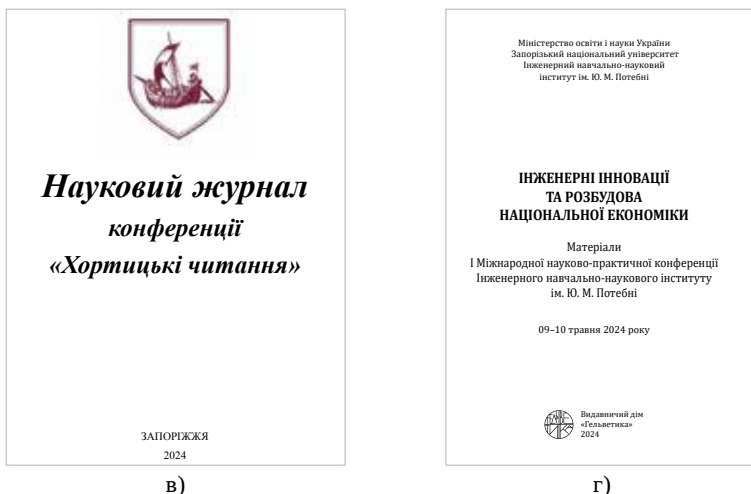 Науковий журнал
конференції
«Хортицькі читання»
ЗАПОРІЖЖЯ
2024
в)
Міністерство освіти і науки України
Запорізький національний університет
Інженерний навчально-науковий
інститут ім. Ю. М. Потебні
ІНЖЕНЕРНІ ІННОВАЦІЇ
ТА РОЗБУДОВА
НАЦІОНАЛЬНОЇ ЕКОНОМІКИ
Матеріали
І Міжнародної науково-практичної конференції
Інженерного навчально-наукового інституту
ім. Ю. М. Потебні
09–10 травня 2024 року
Видавничий дім
«Гельветика»
2024
г)